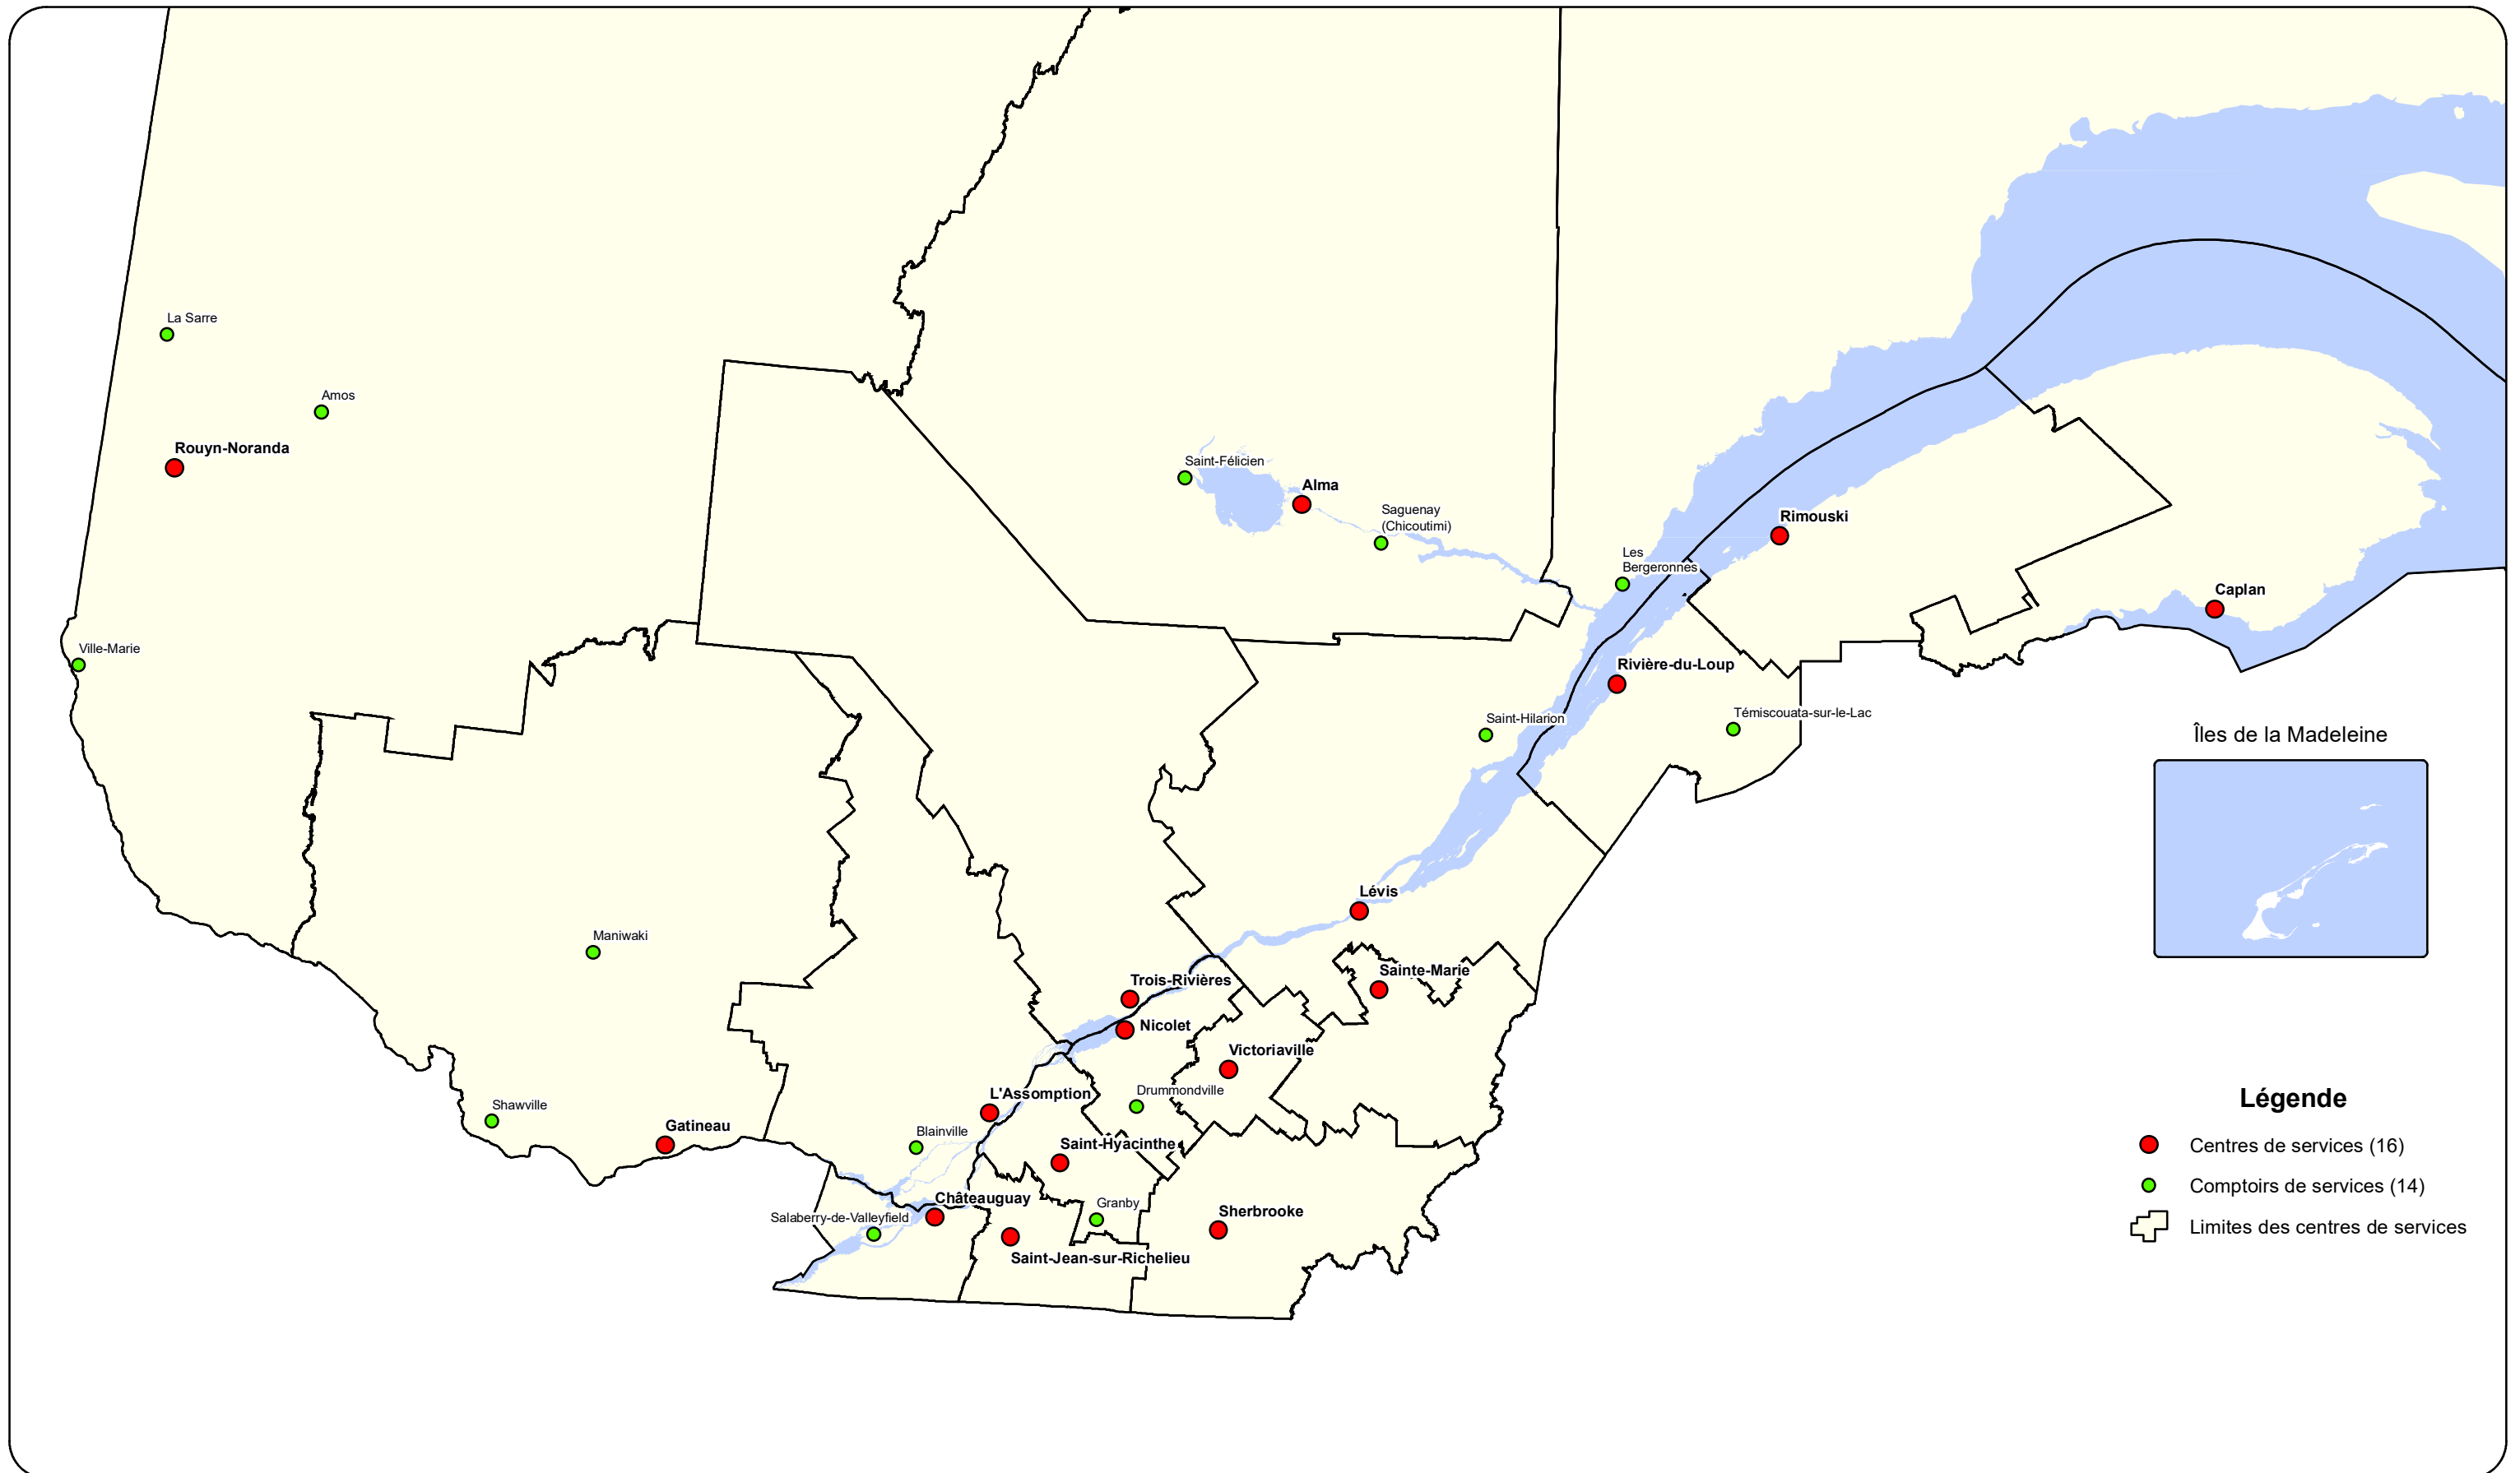 La Sarre
Amos
Rouyn-Noranda
Saint-Félicien
Alma
Saguenay
(Chicoutimi)
Rimouski
Les
Bergeronnes
Caplan
Ville-Marie
Rivière-du-Loup
Saint-Hilarion
Témiscouata-sur-le-Lac
Îles de la Madeleine
Lévis
Maniwaki
Sainte-Marie
Trois-Rivières
Nicolet
Victoriaville
Drummondville
L'Assomption
Shawville
Gatineau
Blainville
Saint-Hyacinthe
Châteauguay
Granby
Salaberry-de-Valleyfield
Sherbrooke
Saint-Jean-sur-Richelieu
Légende
Centres de services (16)
Comptoirs de services (14)
Limites des centres de services